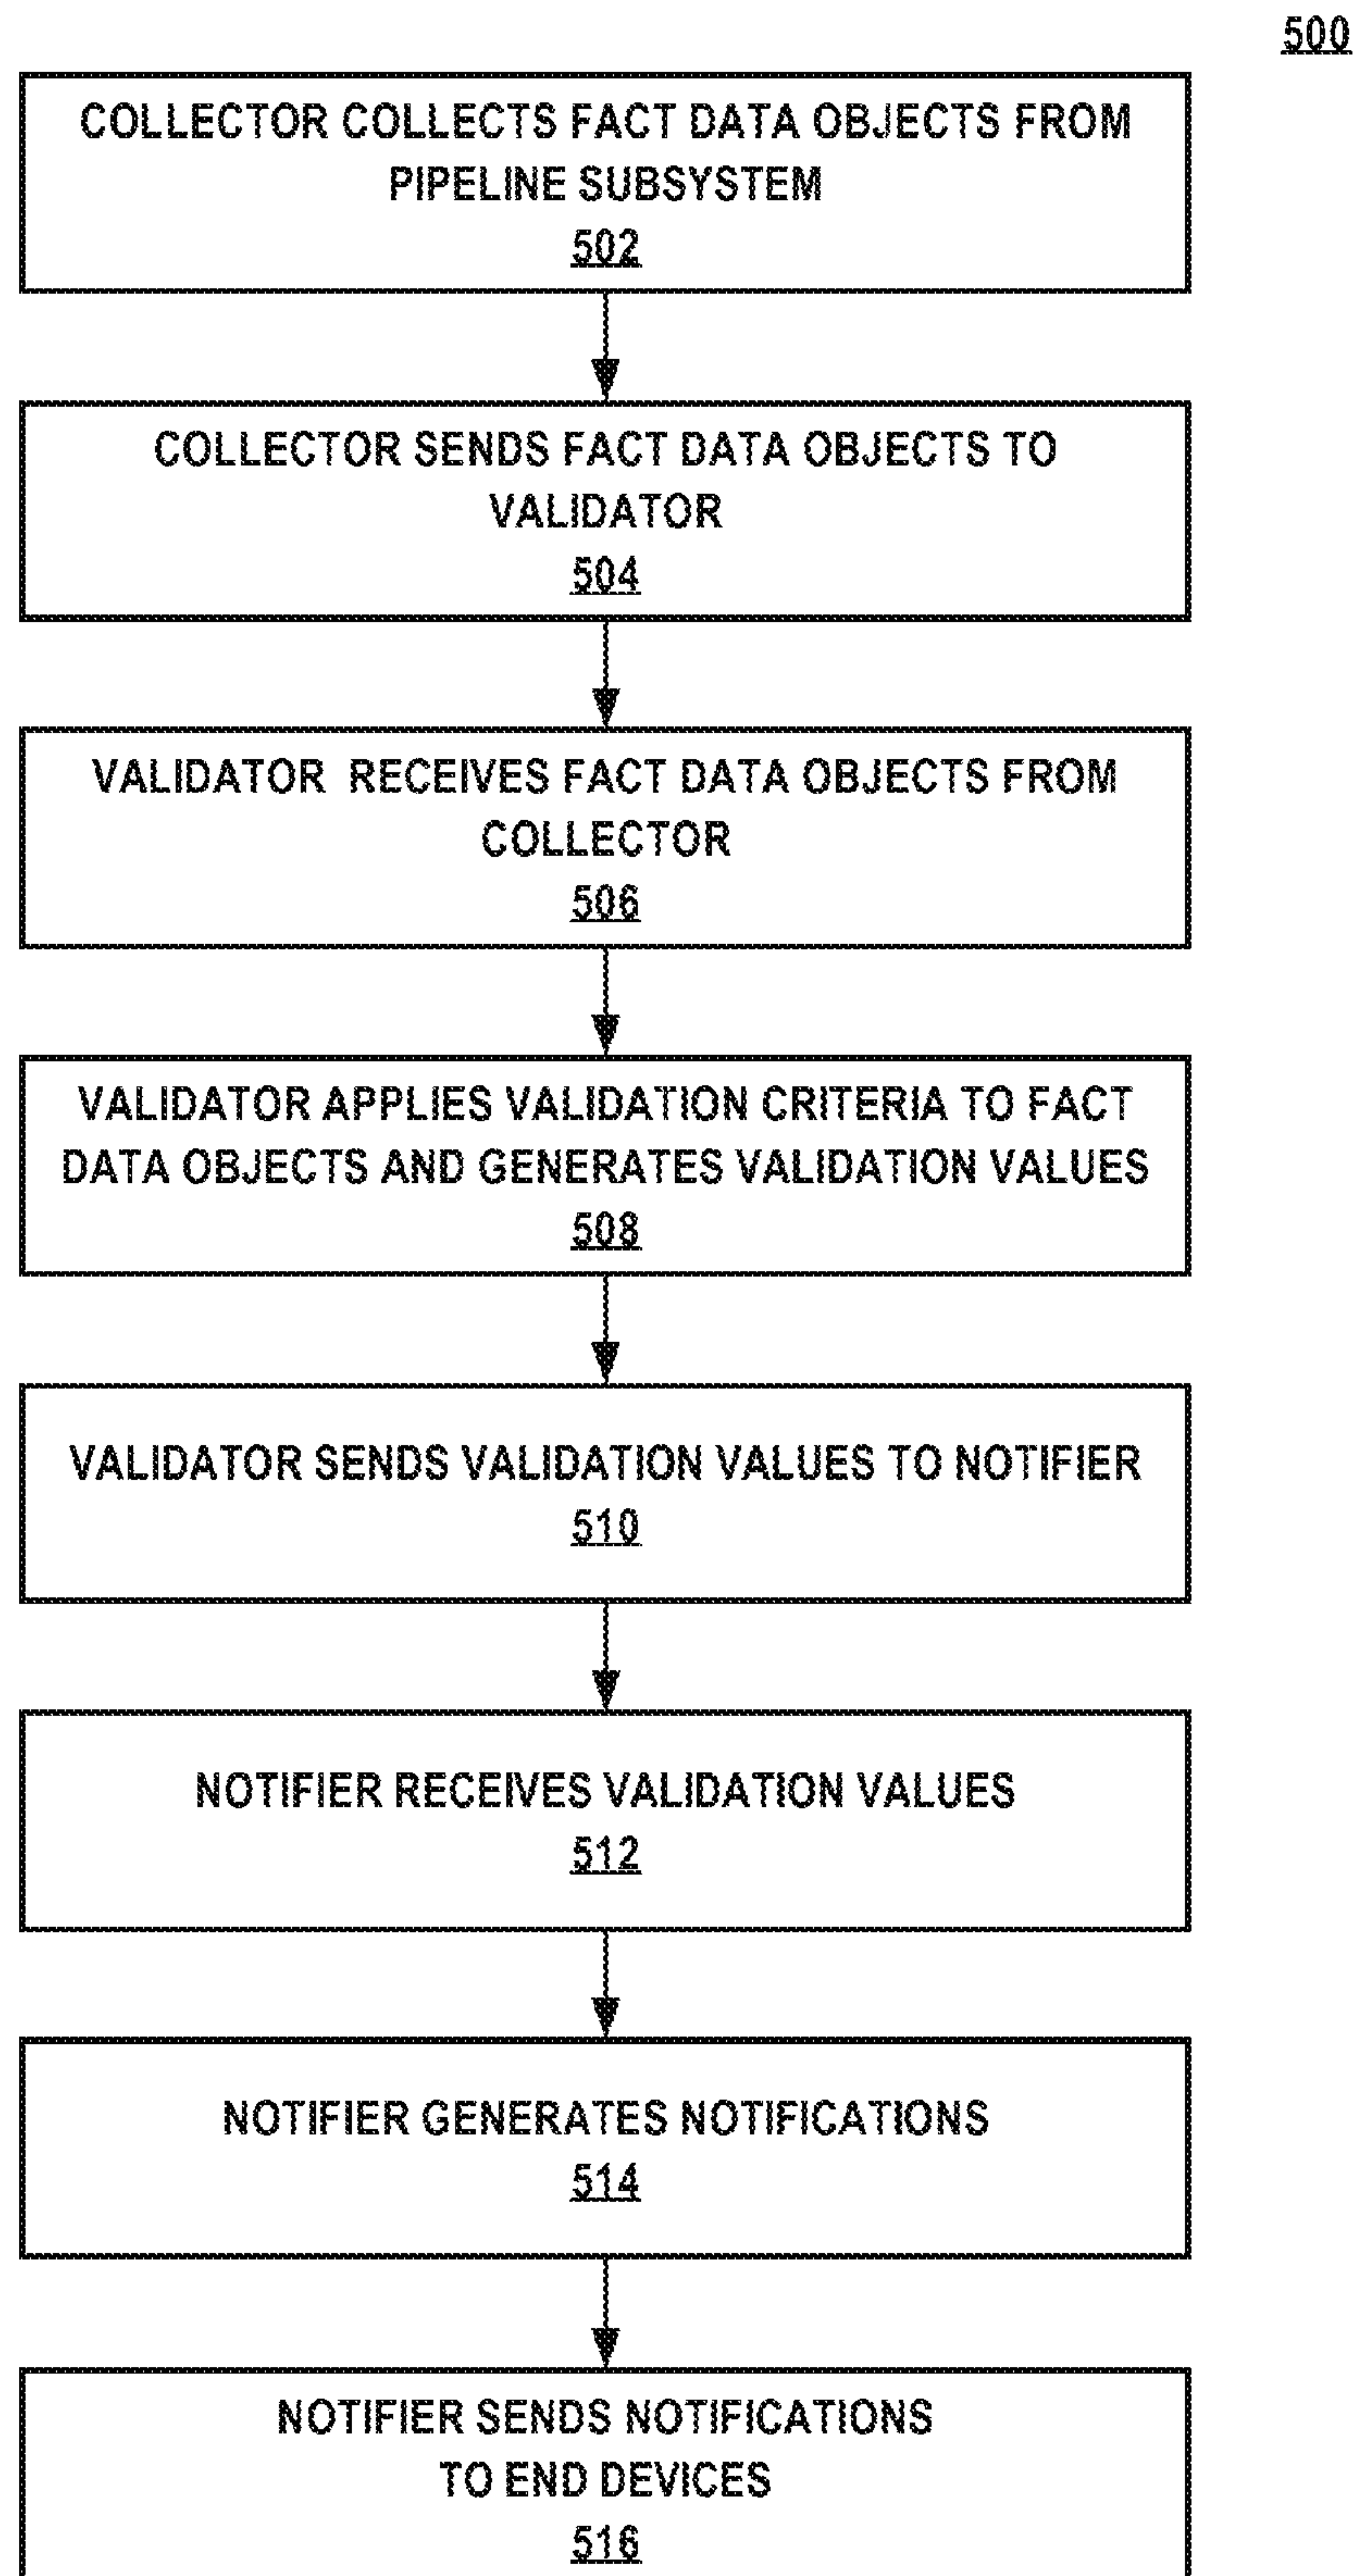 500
COLLECTOR COLLECTS FACT DATA OBJECTS FROM
PIPELINE SUBSYSTEM
502
COLLECTOR SENDS FACT DATA OBJECTS TO
VALIDATOR
504
VALIDATOR RECEIVES FACT DATA OBJECTS FROM
COLLECTOR
506
VALIDATOR APPLIES VALIDATION CRITERIA TO FACT
DATA OBJECTS AND GENERATES VALIDATION VALUES
508
VALIDATOR SENDS VALIDATION VALUES TO NOTIFIER
510
NOTIFIER RECEIVES VALIDATION VALUES
512
NOTIFIER GENERATES NOTIFICATIONS
514
NOTIFIER SENDS NOTIFICATIONS
TO END DEVICES
516